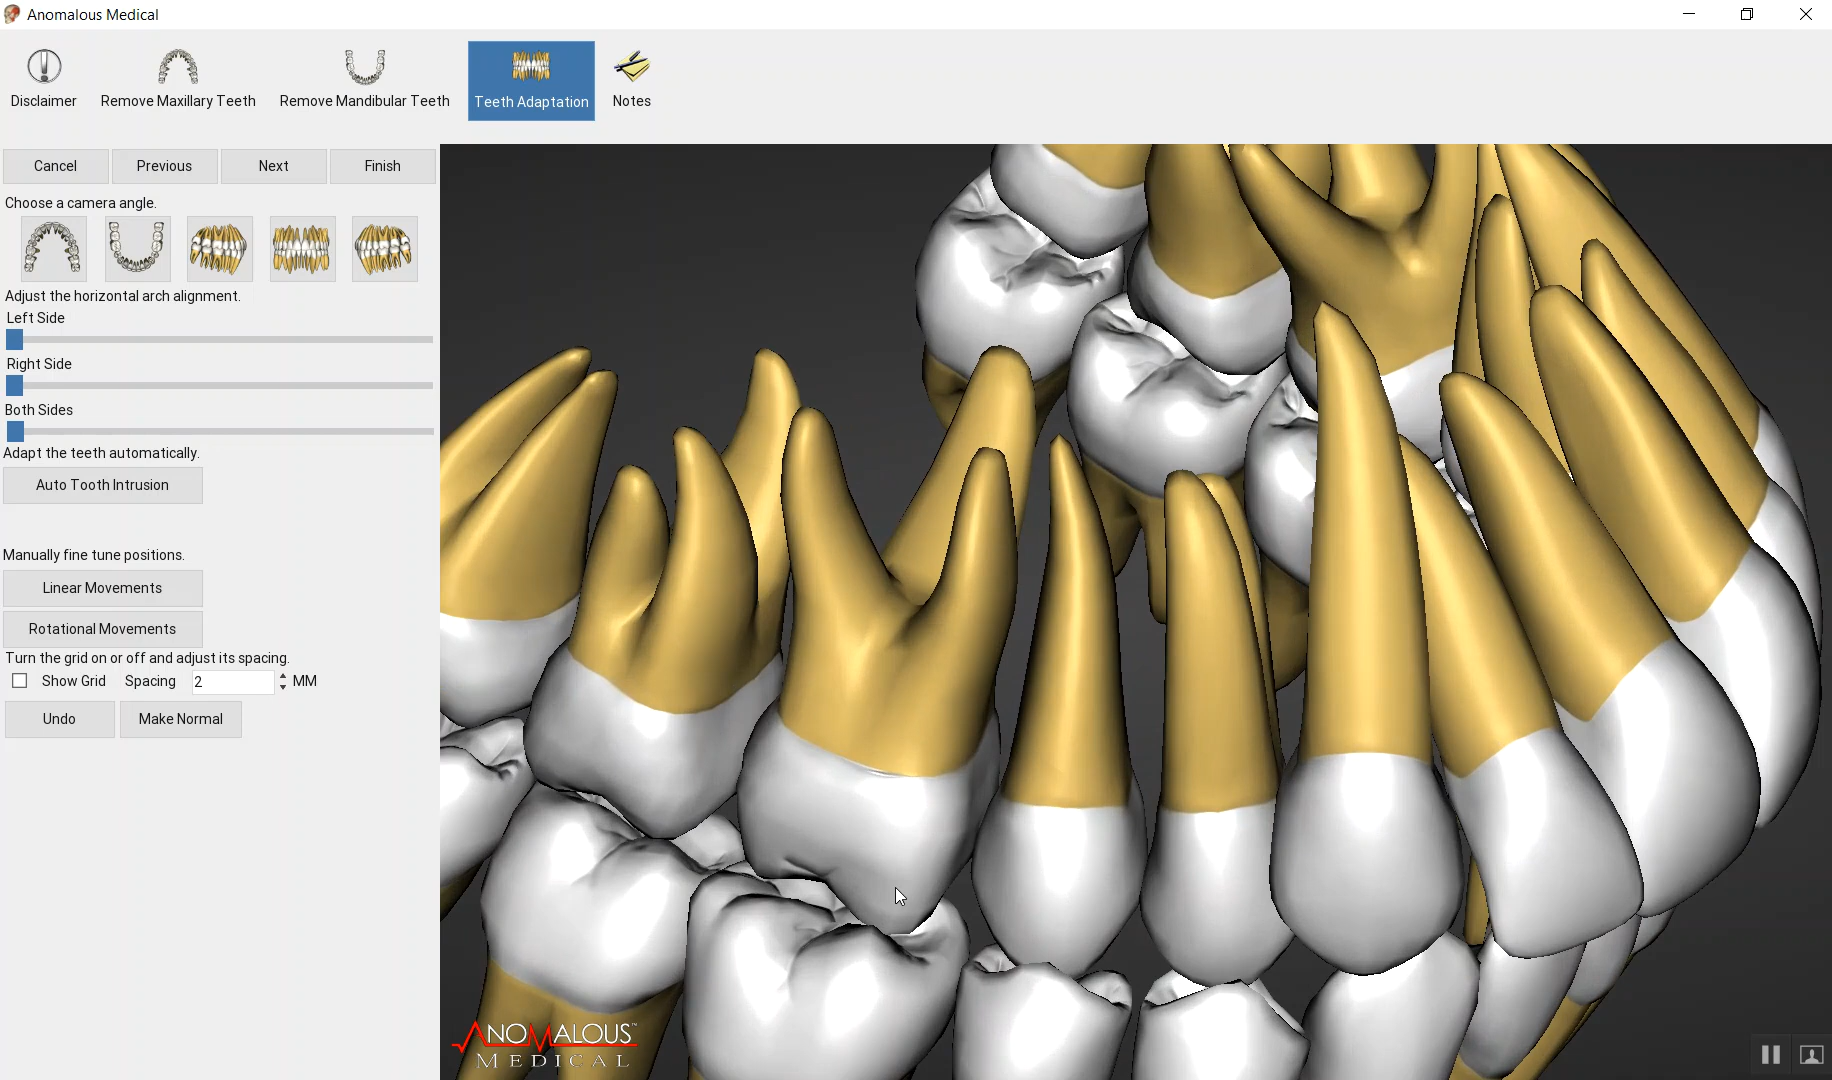 Anomalous Medical
Disclaimer
Remove Maxillary Teeth
Remove Mandibular Teeth
Teeth Adaptation
Notes
Cancel
Previous
Next
Finish
Choose a camera angle.
Adjust the horizontal arch alignment.
Left Side
Right Side
Both Sides
Adapt the teeth automatically.
Auto Tooth Intrusion
Manually fine tune positions.
Linear Movements
Rotational Movements
Turn the grid on or off and adjust its spacing.
Show Grid Spacing 2 MM
Undo
Make Normal
ANOMALOUS™
MEDICAL